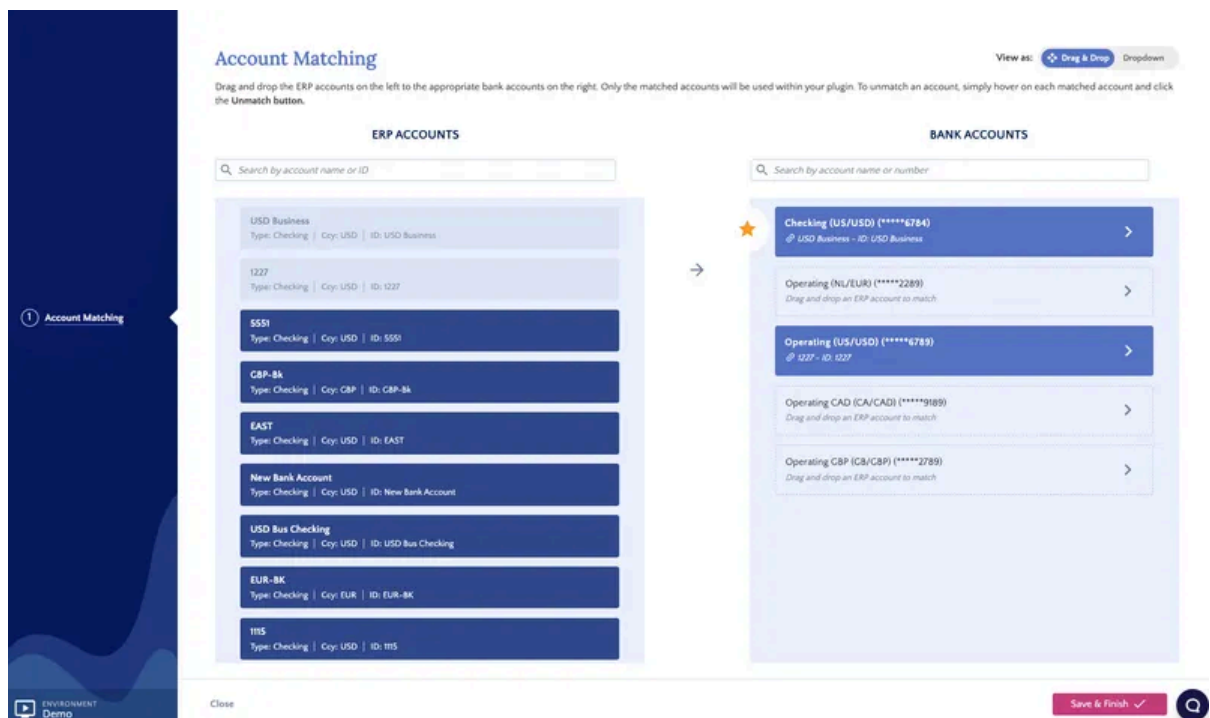 Account Matching
View as: Drag & Drop Dropdown
Drag and drop the ERP accounts on the left to the appropriate bank accounts on the right. Only the matched accounts will be used within your plugin. To unmatch an account, simply hover on each matched account and click
the Unmatch button.
ERP ACCOUNTS
Search by account name or ID
USD Business
Type: Checking | Ccy: USD | ID: USD Business
1227
Type: Checking | Ccy: USD | ID: 1227
5551
Type: Checking | Ccy: USD | ID: 5551
GBP-Bk
Type: Checking | Ccy: GBP | ID: GBP-Bk
EAST
Type: Checking | Ccy: USD | ID: EAST
New Bank Account
Type: Checking | Ccy: USD | ID: New Bank Account
USD Bus Checking
Type: Checking | Ccy: USD | ID: USD Bus Checking
EUR-BK
Type: Checking | Ccy: EUR | ID: EUR-BK
1115
Type: Checking | Ccy: USD | ID: 1115
BANK ACCOUNTS
Search by account name or number
Checking (US/USD) (*****6784)
USD Business - ID: USD Business
Operating (NL/EUR) (*****2289)
Drag and drop an ERP account to match
Operating (US/USD) (*****6789)
1227 - ID: 1227
Operating CAD (CA/CAD) (*****9189)
Drag and drop an ERP account to match
Operating GBP (GB/GBP) (*****2789)
Drag and drop an ERP account to match
1 Account Matching
ENVIRONMENT
Demo
Close
Save & Finish